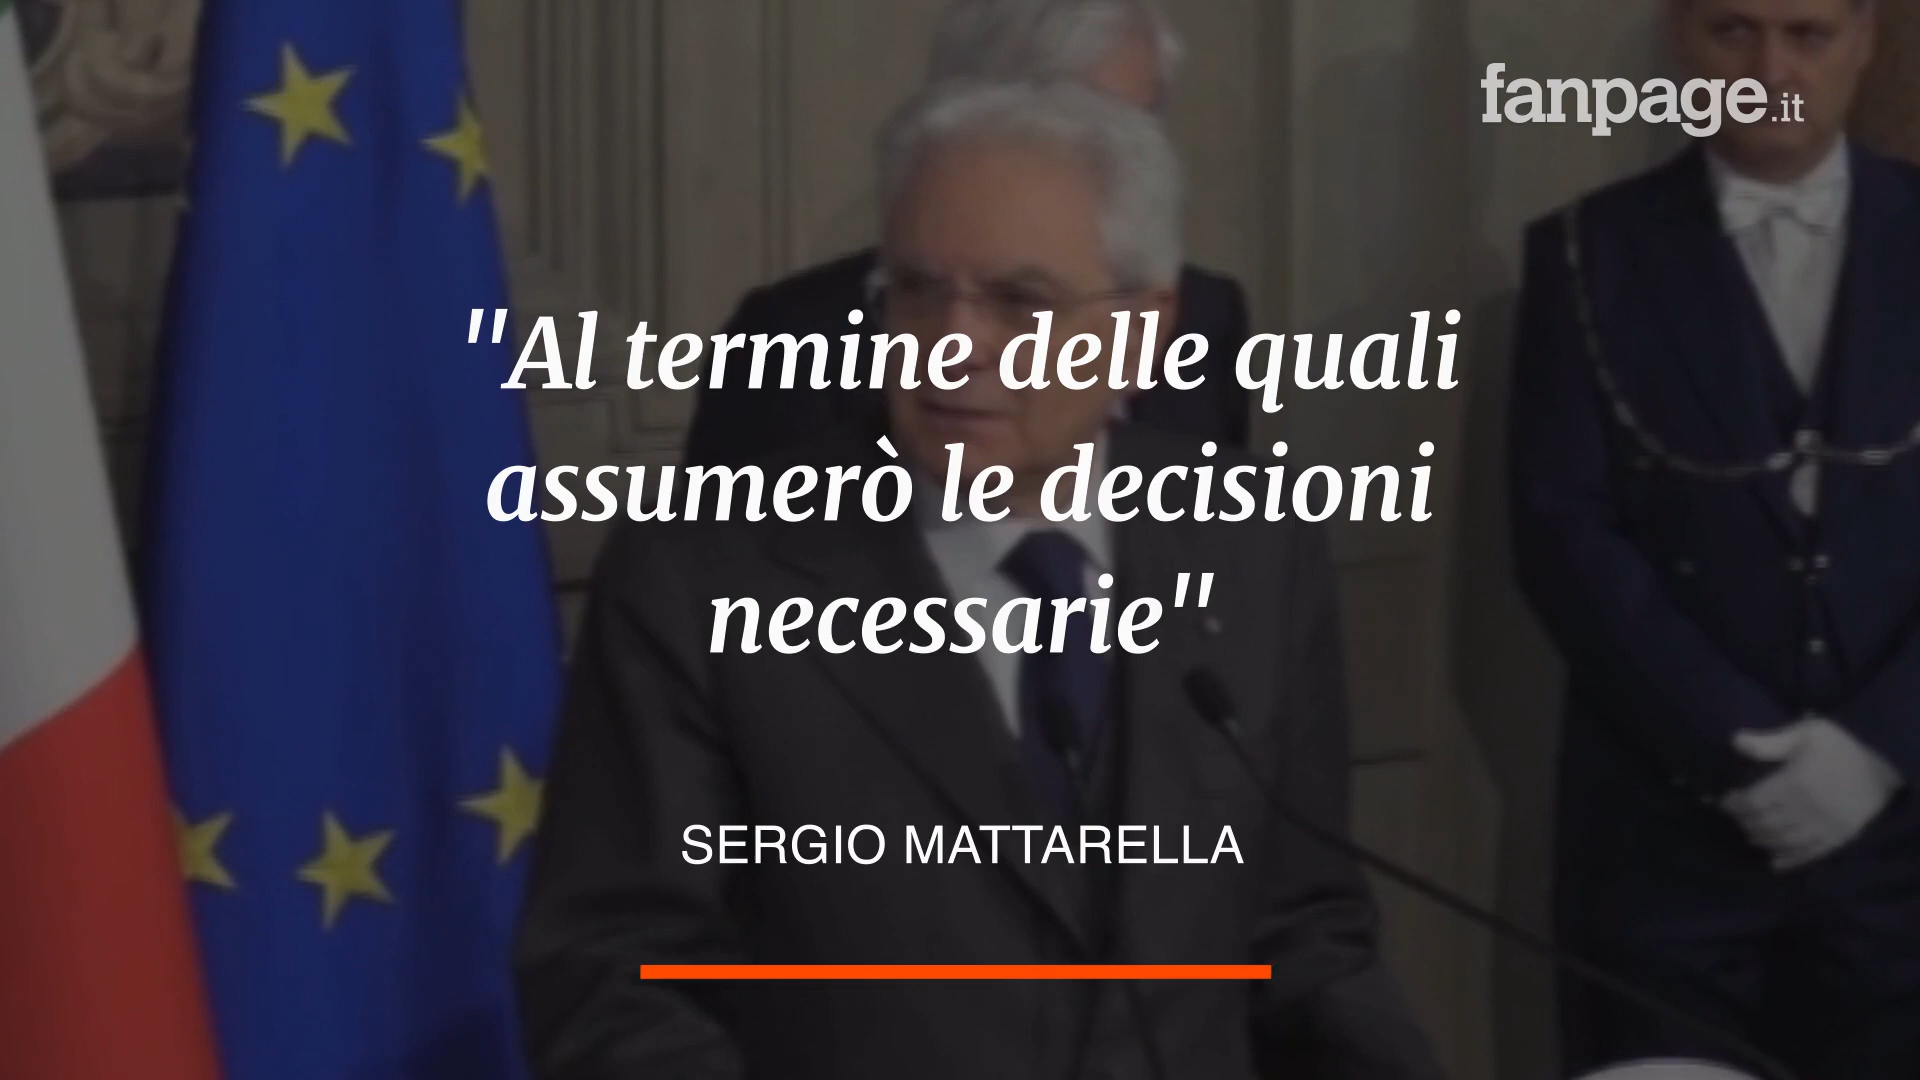 fanpage.it
"Al termine delle quali
assumerò le decisioni
necessarie"
SERGIO MATTARELLA